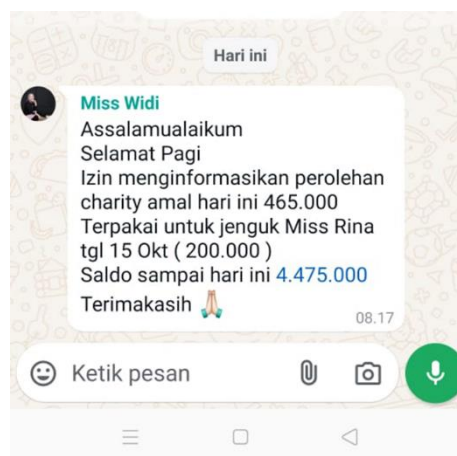 Hari ini
Miss Widi
Assalamualaikum
Selamat Pagi
Izin menginformasikan perolehan
charity amal hari ini 465.000
Terpakai untuk jenguk Miss Rina
tgl 15 Okt ( 200.000 )
Saldo sampai hari ini 4.475.000
Terimakasih 🙏🏻
08.17
Ketik pesan